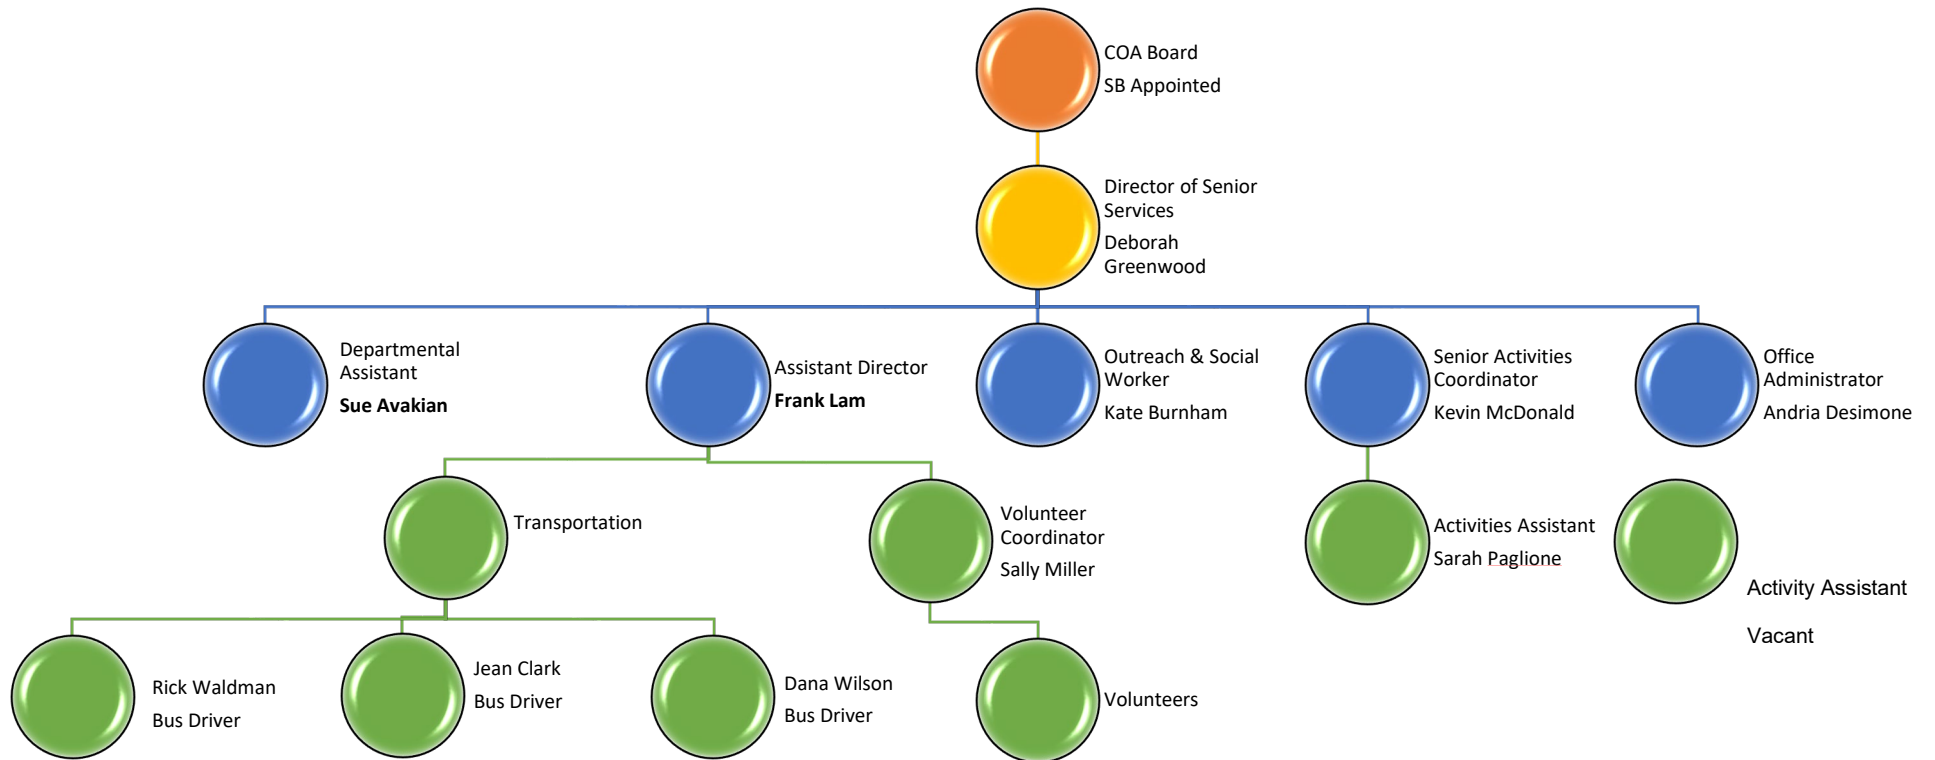 COA Board
SB Appointed
Director of Senior
Services
Deborah
Greenwood
Departmental
Assistant
Sue Avakian
Assistant Director
Frank Lam
Outreach & Social
Worker
Kate Burnham
Senior Activities
Coordinator
Kevin McDonald
Office
Administrator
Andria Desimone
Transportation
Volunteer
Coordinator
Sally Miller
Activities Assistant
Sarah Paglione
Activity Assistant
Vacant
Rick Waldman
Bus Driver
Jean Clark
Bus Driver
Dana Wilson
Bus Driver
Volunteers